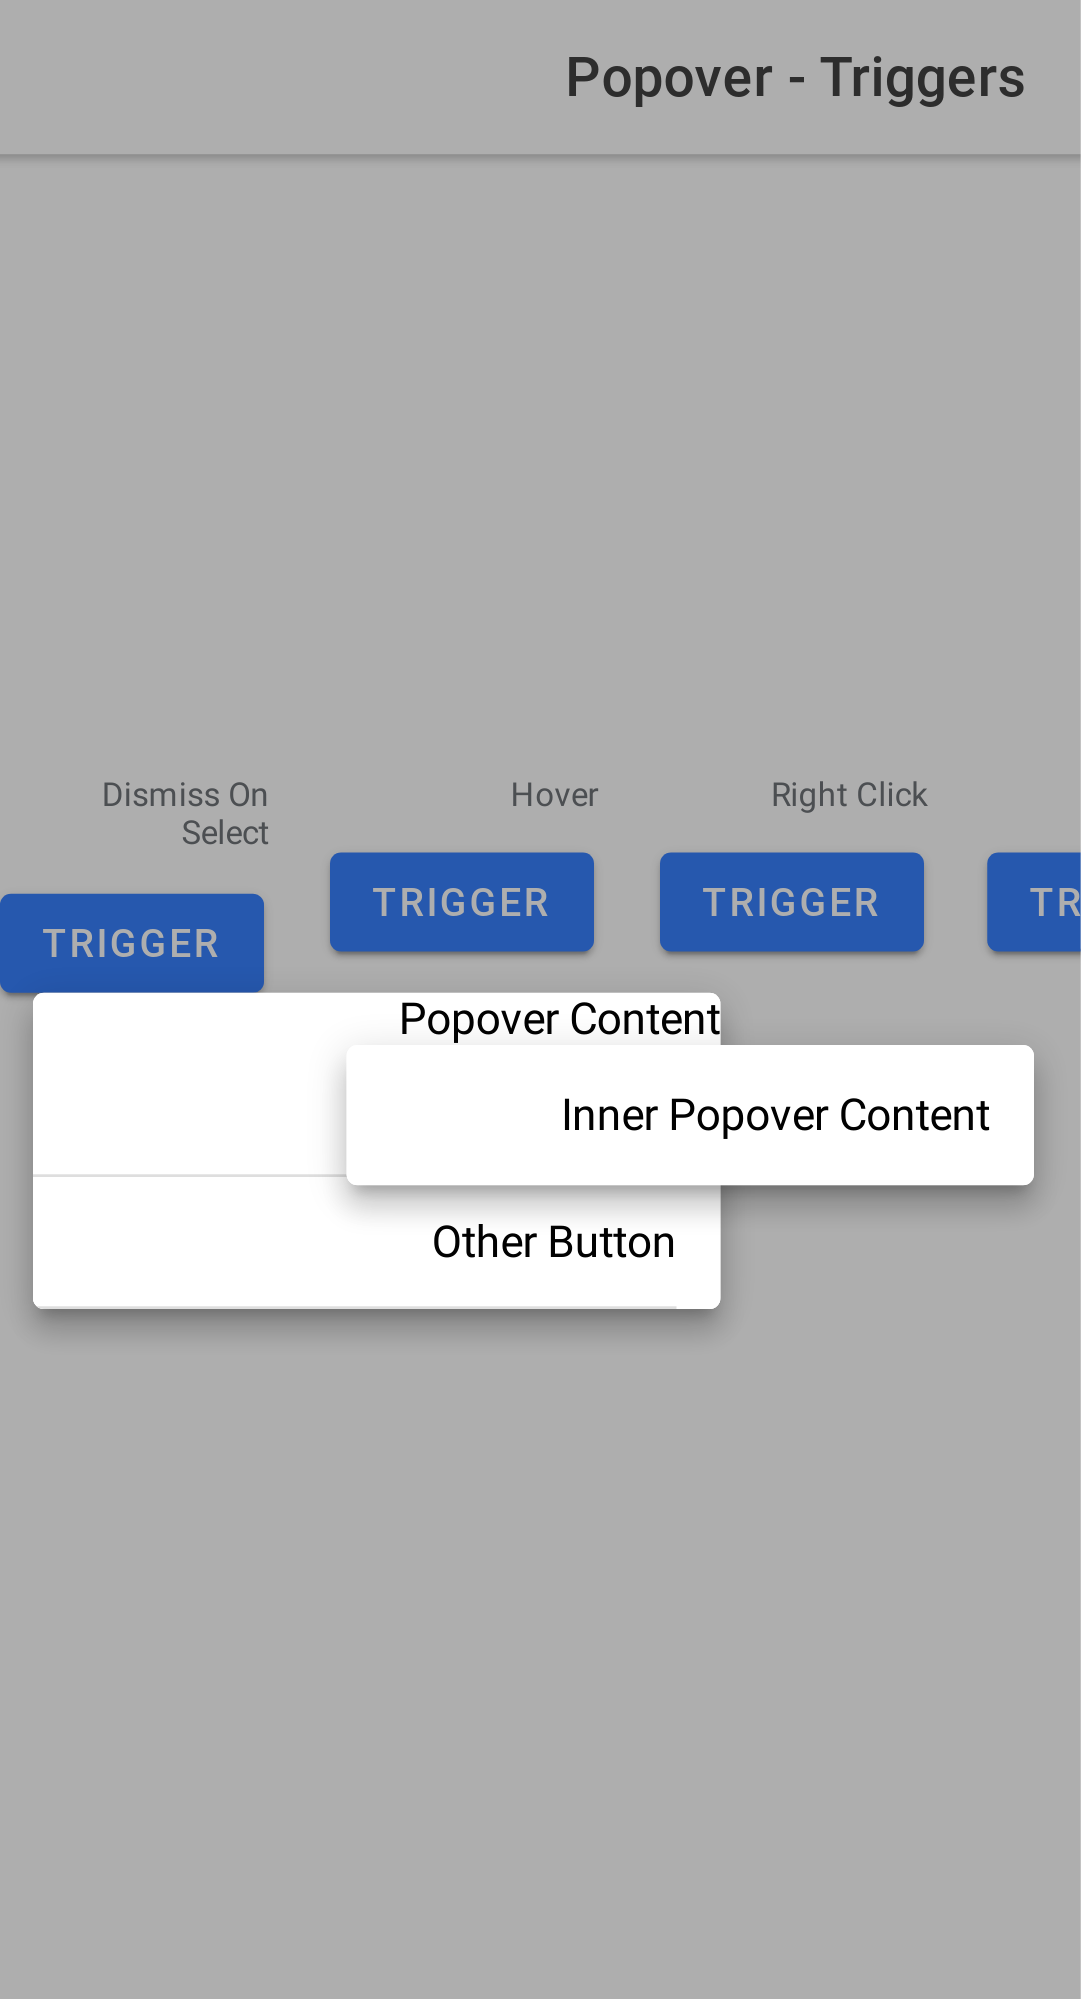 Popover - Triggers
Dismiss On
Select
Hover
Right Click
TRIGGER
TRIGGER
TRIGGER
TR
Popover Content
Inner Popover Content
Other Button